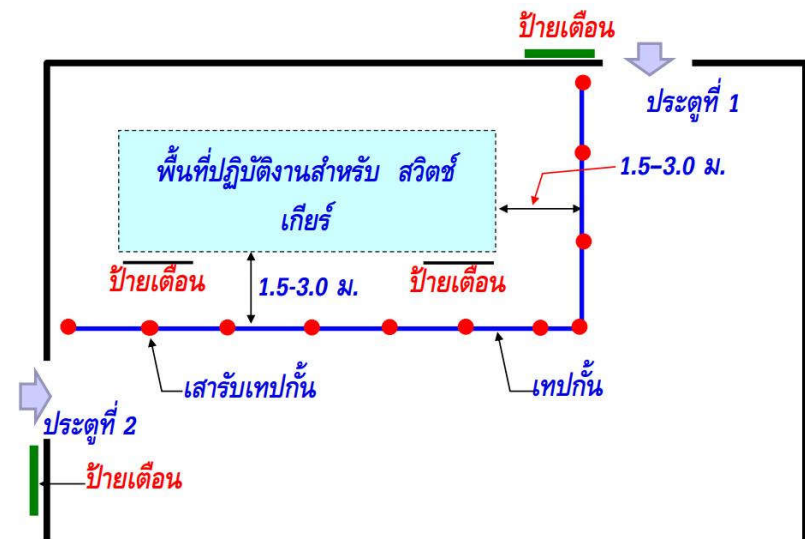 ป้ายเตือน
ประตูที่ 1
พื้นที่ปฏิบัติงานสำหรับ สวิตช์
เกียร์
1.5–3.0 ม.
ป้ายเตือน
1.5-3.0 ม.
ป้ายเตือน
เสารับเทปกั้น
เทปกั้น
ประตูที่ 2
ป้ายเตือน